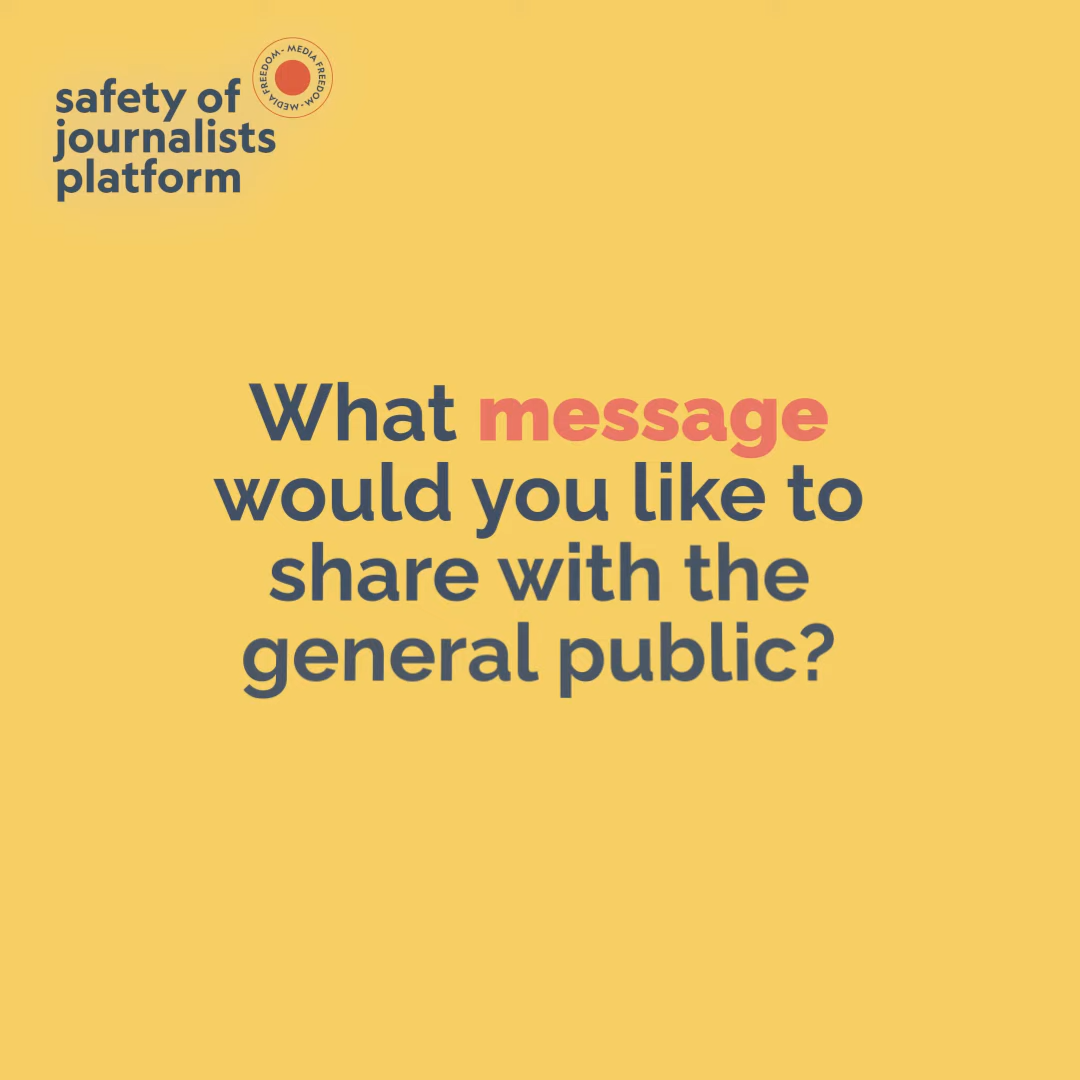 safety of
journalists
platform
MEDIA FREEDOM - MEDIA FREEDOM -
What message
would you like to
share with the
general public?